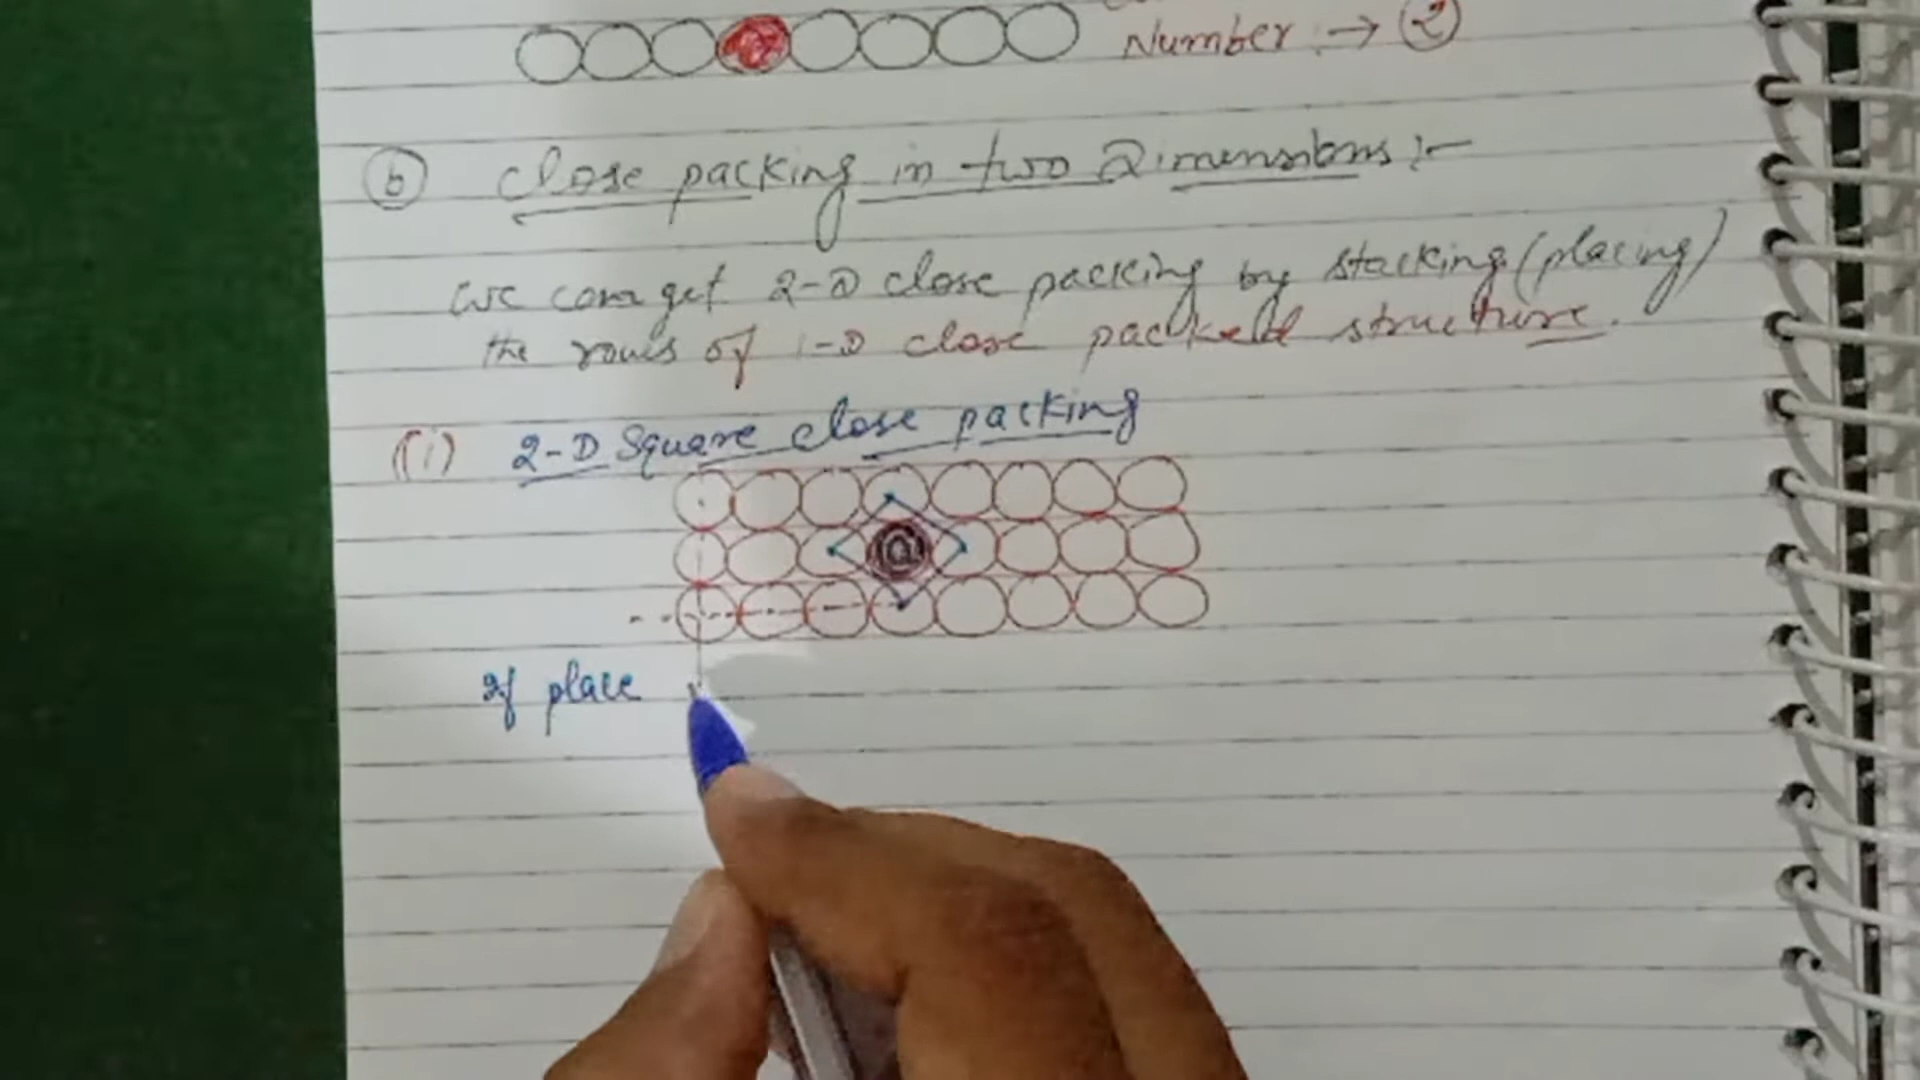 Number :→ 2
(b) Close packing in two Dimensions :-
We can get 2-D close packing by stacking (placing)
the rows of 1-D close packed structure.
(i) 2-D Square close packing
If place